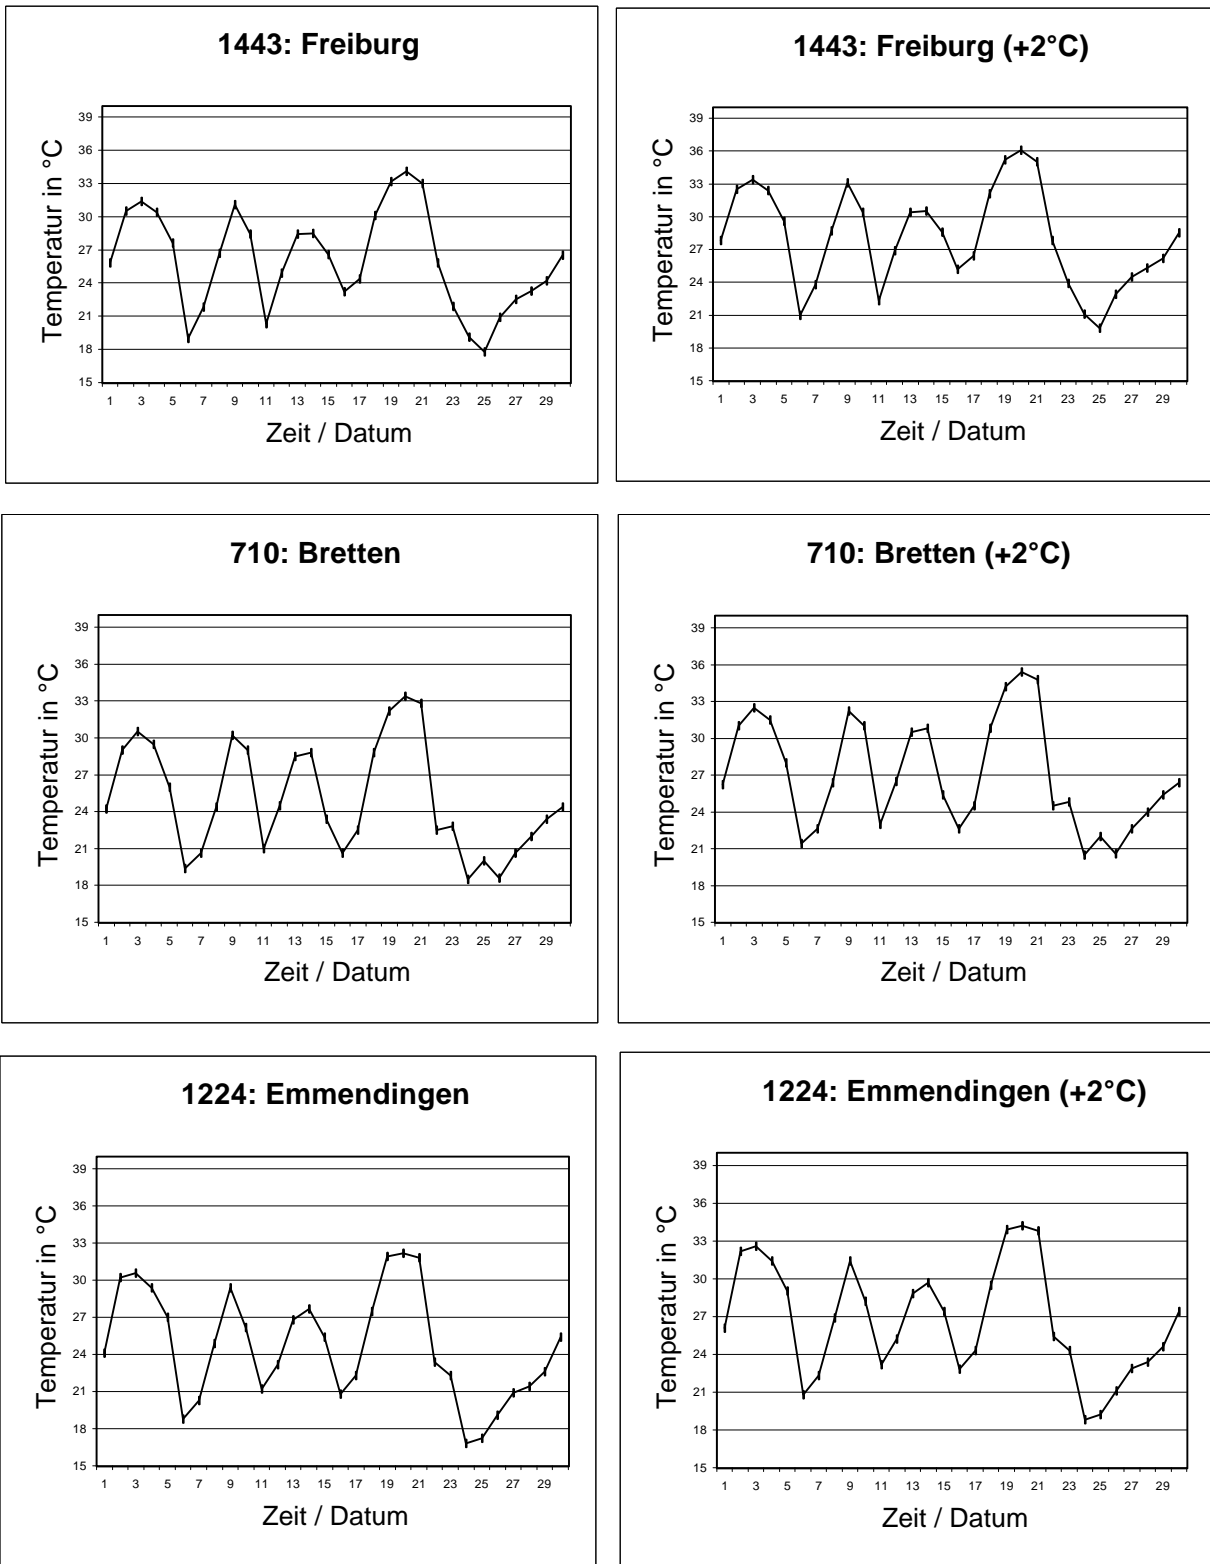 1443: Freiburg
Temperatur in °C
39
36
33
30
27
24
21
18
15
1 3 5 7 9 11 13 15 17 19 21 23 25 27 29
Zeit / Datum
1443: Freiburg (+2°C)
Temperatur in °C
39
36
33
30
27
24
21
18
15
1 3 5 7 9 11 13 15 17 19 21 23 25 27 29
Zeit / Datum
710: Bretten
Temperatur in °C
39
36
33
30
27
24
21
18
15
1 3 5 7 9 11 13 15 17 19 21 23 25 27 29
Zeit / Datum
710: Bretten (+2°C)
Temperatur in °C
39
36
33
30
27
24
21
18
15
1 3 5 7 9 11 13 15 17 19 21 23 25 27 29
Zeit / Datum
1224: Emmendingen
Temperatur in °C
39
36
33
30
27
24
21
18
15
1 3 5 7 9 11 13 15 17 19 21 23 25 27 29
Zeit / Datum
1224: Emmendingen (+2°C)
Temperatur in °C
39
36
33
30
27
24
21
18
15
1 3 5 7 9 11 13 15 17 19 21 23 25 27 29
Zeit / Datum